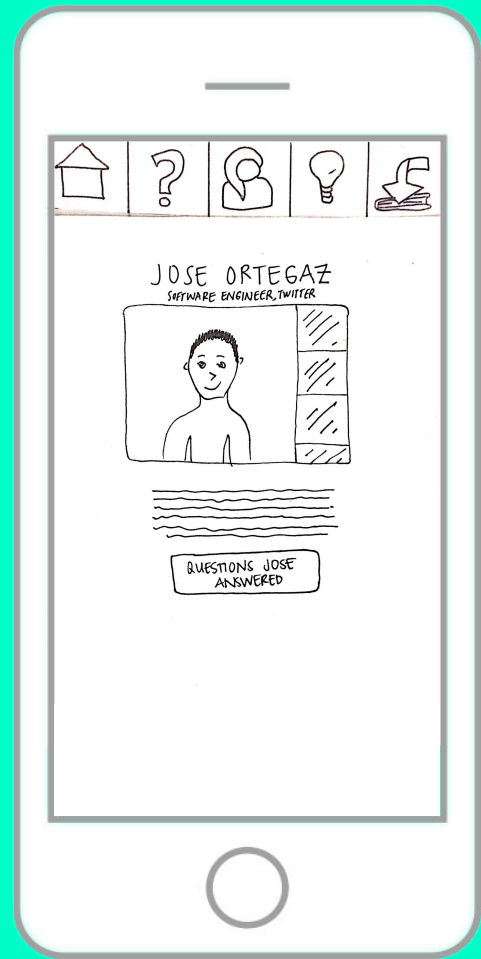 ?
JOSE ORTEGAZ
SOFTWARE ENGINEER, TWITTER
QUESTIONS JOSE
ANSWERED